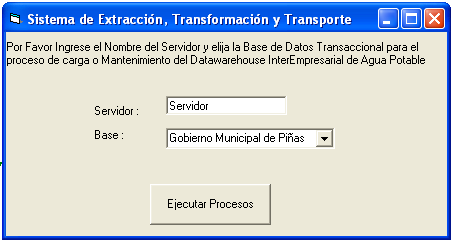 Sistema de Extracción, Transformación y Transporte
Por Favor Ingrese el Nombre del Servidor y elija la Base de Datos Transaccional para el
proceso de carga o Mantenimiento del Datawarehouse InterEmpresarial de Agua Potable
Servidor : Servidor
Base : Gobierno Municipal de Piñas
Ejecutar Procesos